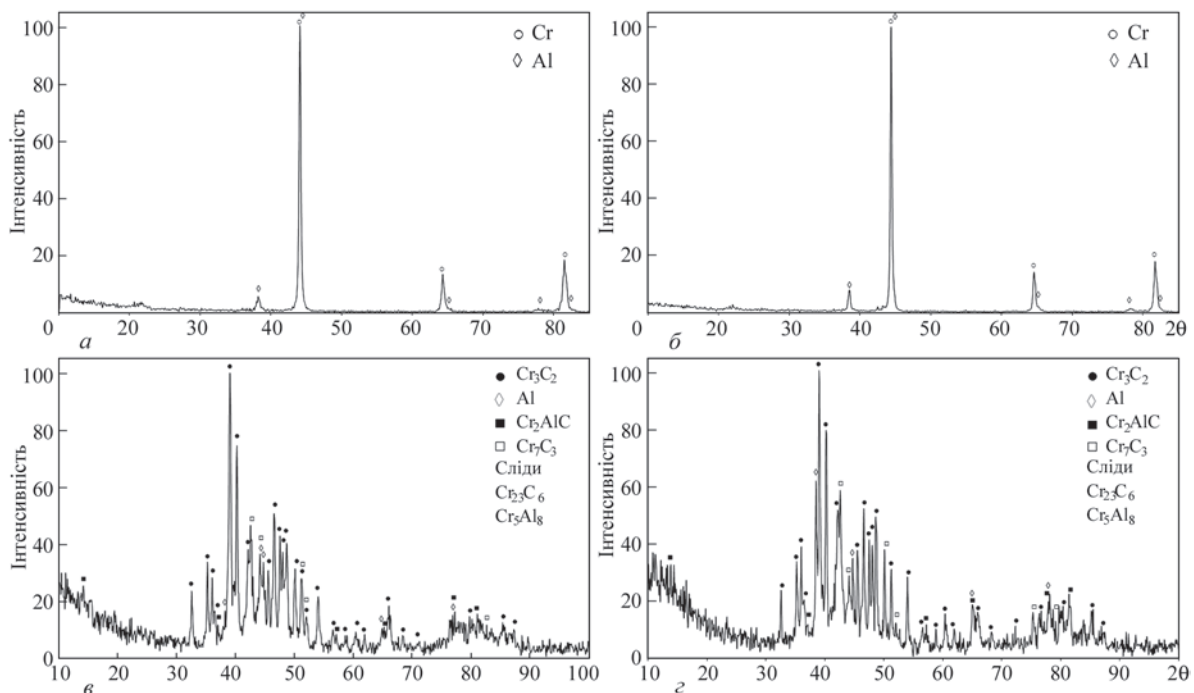 100
80
60
40
20
0
Інтенсивність
○ Cr
◊ Al
20 30 40 50 60 70 80
а
100
80
60
40
20
0
Інтенсивність
○ Cr
◊ Al
20 30 40 50 60 70 80 2θ
б
100
80
60
40
20
0
Інтенсивність
● Cr₃C₂
◊ Al
■ Cr₂AlC
□ Cr₇C₃
Сліди
Cr₂₃C₆
Cr₅Al₈
10 20 30 40 50 60 70 80 90 100
в
100
80
60
40
20
0
Інтенсивність
● Cr₃C₂
◊ Al
■ Cr₂AlC
□ Cr₇C₃
Сліди
Cr₂₃C₆
Cr₅Al₈
10 20 30 40 50 60 70 80 90 2θ
г